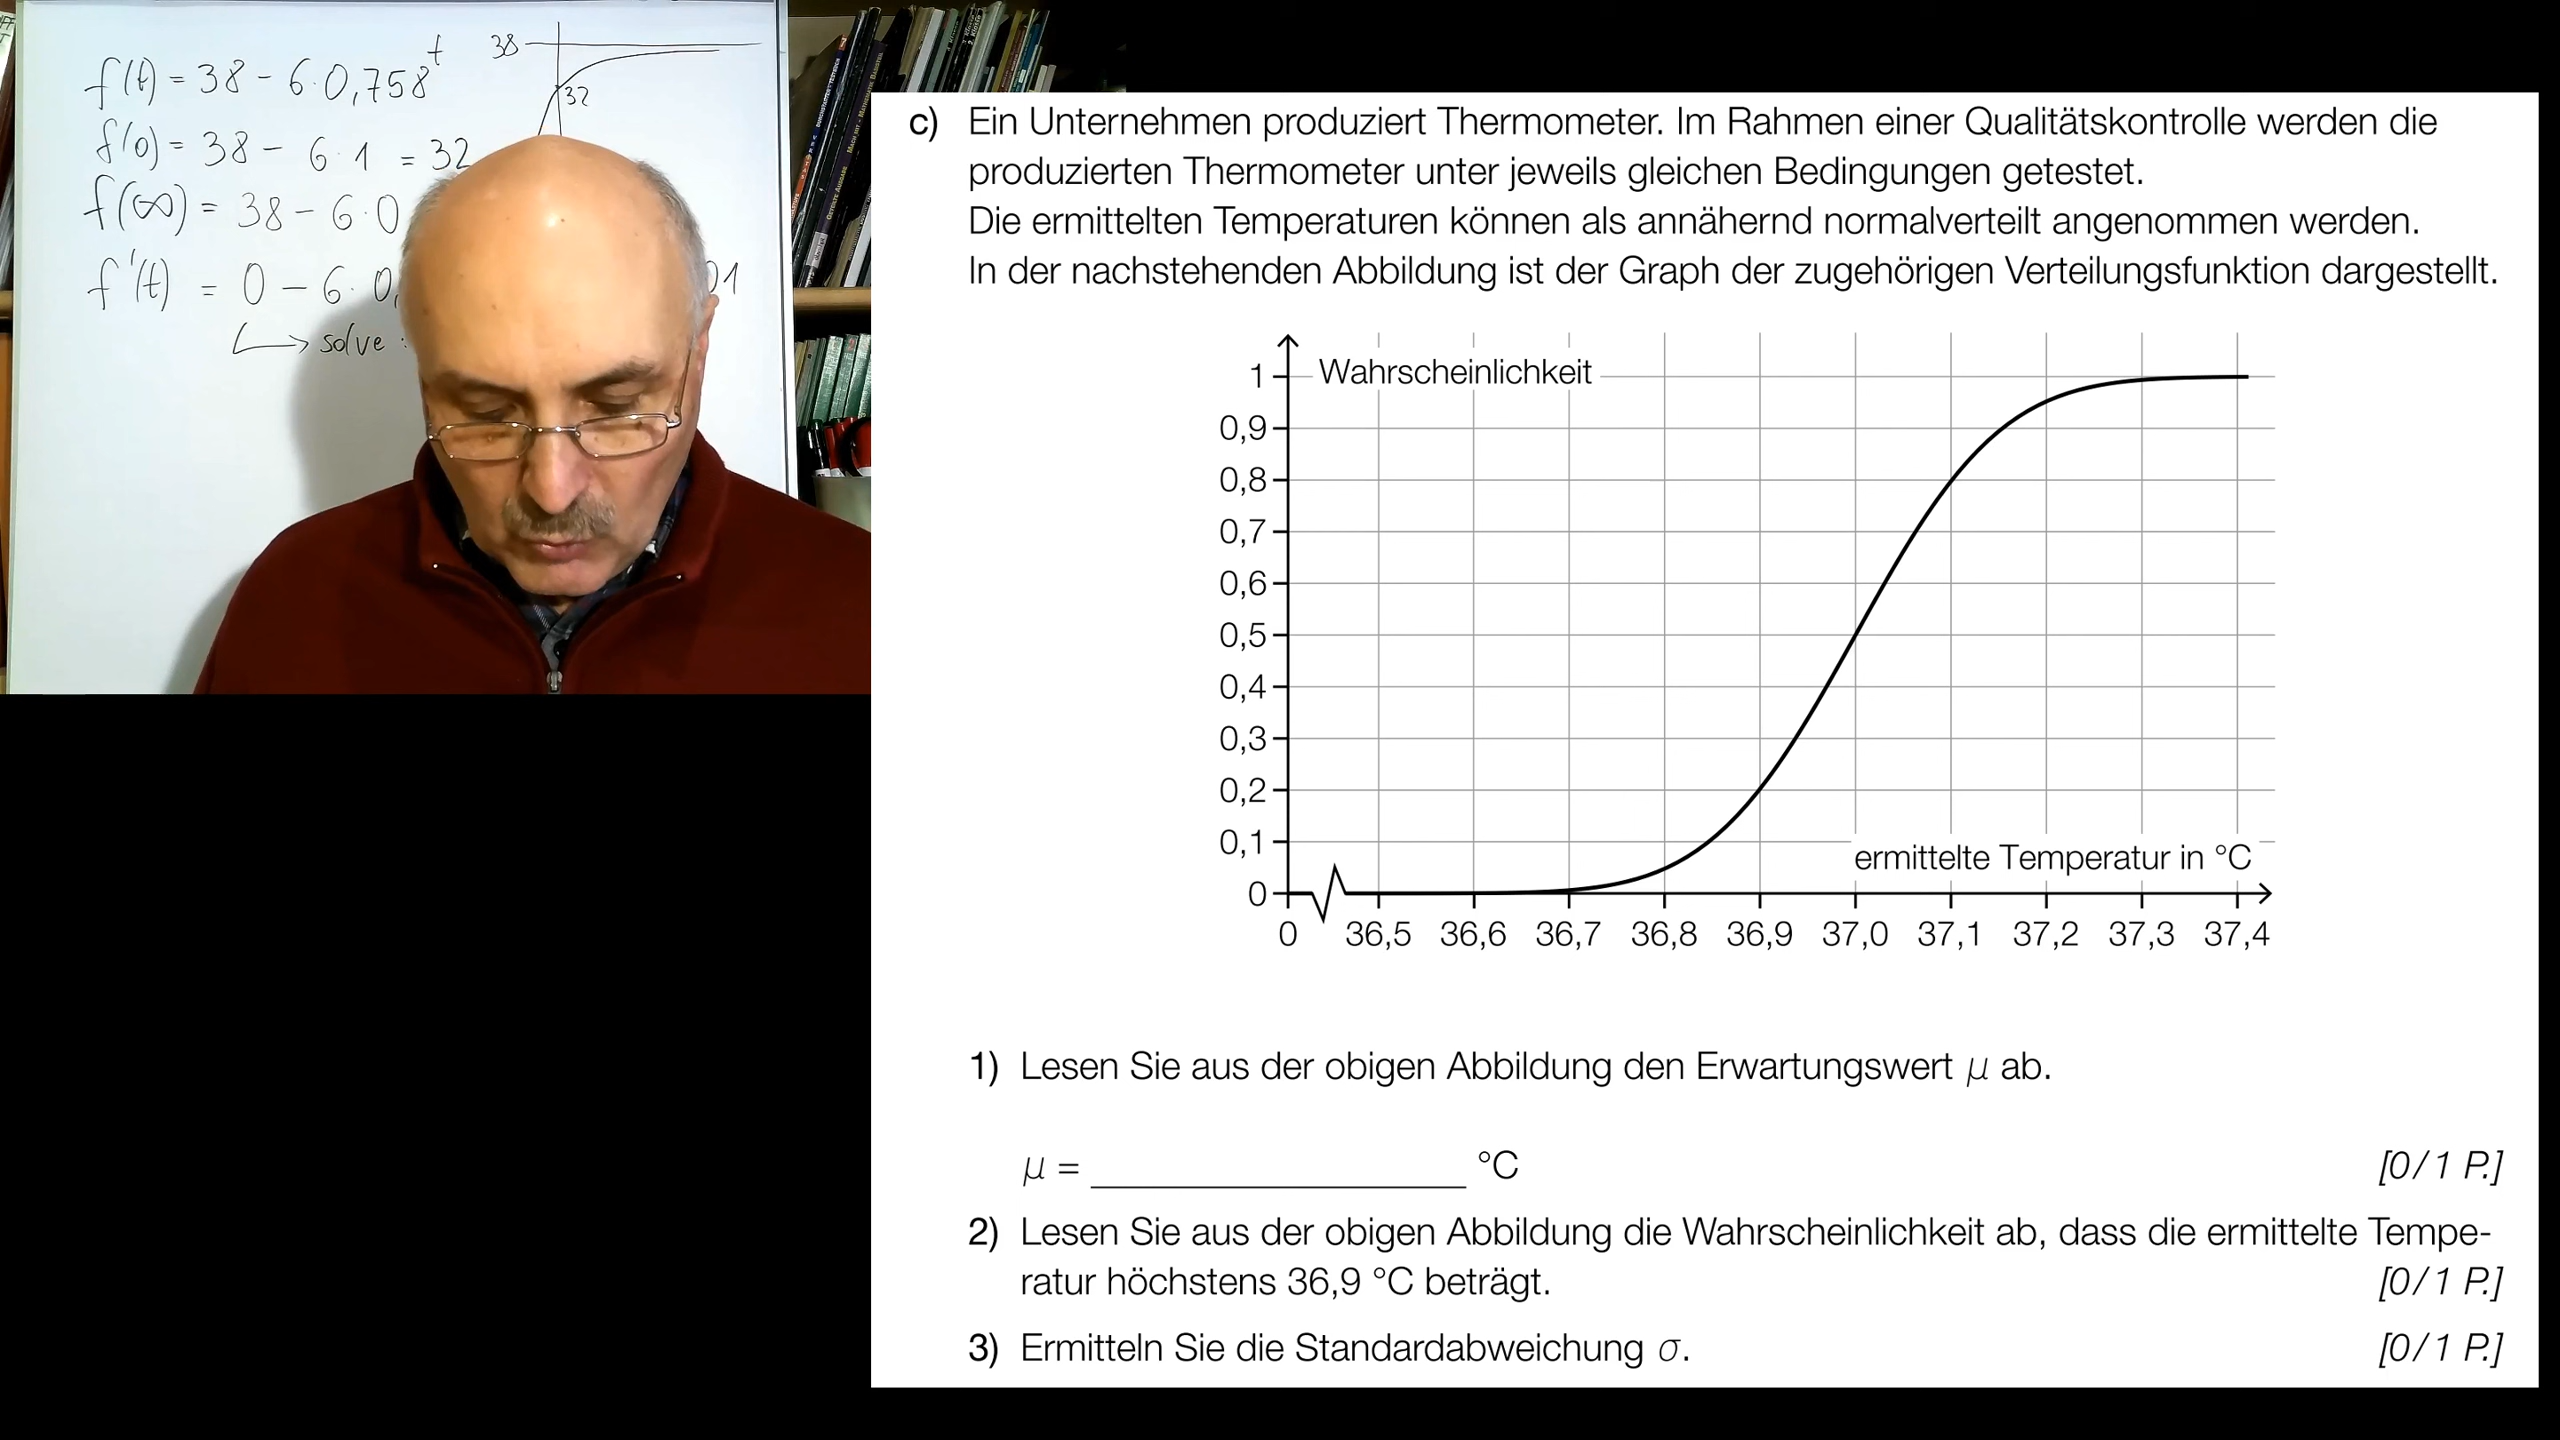 f(t) = 38 - 6·0,758^t
38
32
f(0) = 38 - 6·1 = 32
f(∞) = 38 - 6·0
f'(t) = 0 - 6·0,
01
↳ solve :
c) Ein Unternehmen produziert Thermometer. Im Rahmen einer Qualitätskontrolle werden die
produzierten Thermometer unter jeweils gleichen Bedingungen getestet.
Die ermittelten Temperaturen können als annähernd normalverteilt angenommen werden.
In der nachstehenden Abbildung ist der Graph der zugehörigen Verteilungsfunktion dargestellt.
Wahrscheinlichkeit
1
0,9
0,8
0,7
0,6
0,5
0,4
0,3
0,2
0,1
0
ermittelte Temperatur in °C
0 36,5 36,6 36,7 36,8 36,9 37,0 37,1 37,2 37,3 37,4
1) Lesen Sie aus der obigen Abbildung den Erwartungswert μ ab.
μ = ____________ °C [0/1 P.]
2) Lesen Sie aus der obigen Abbildung die Wahrscheinlichkeit ab, dass die ermittelte Tempe-
ratur höchstens 36,9 °C beträgt. [0/1 P.]
3) Ermitteln Sie die Standardabweichung σ. [0/1 P.]